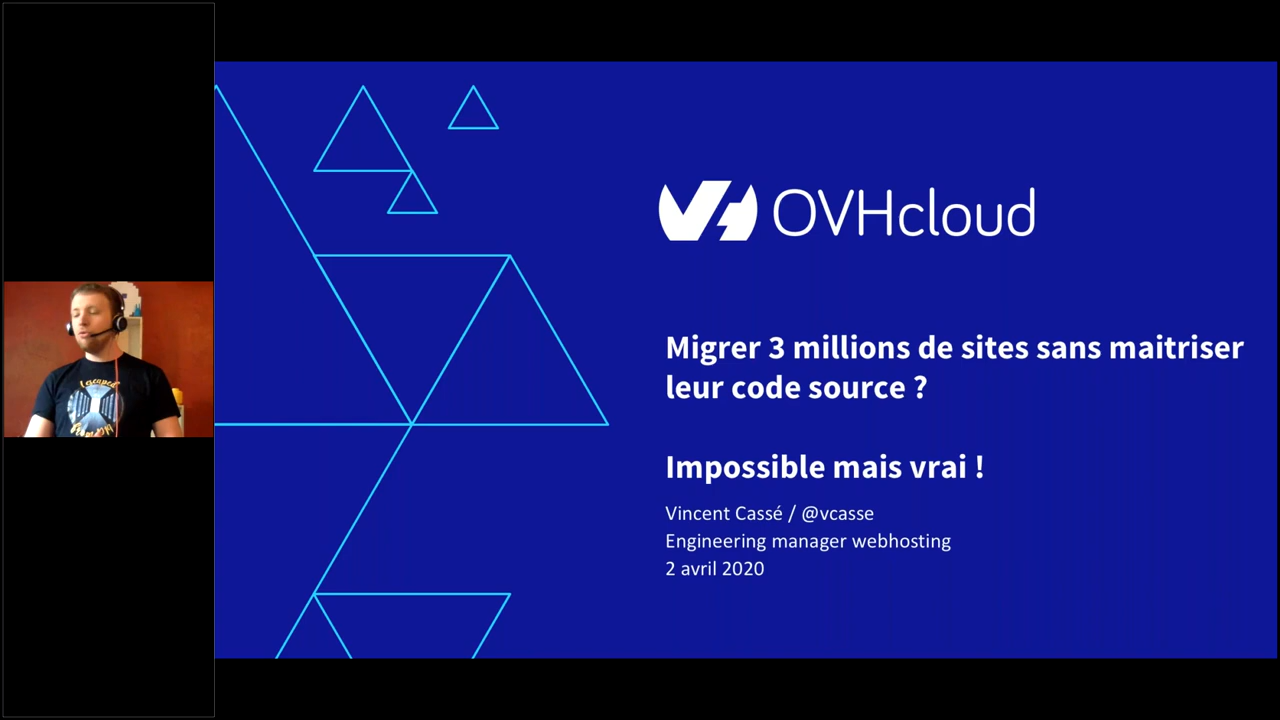 OVHcloud
Migrer 3 millions de sites sans maitriser
leur code source ?
Impossible mais vrai !
Vincent Cassé / @vcasse
Engineering manager webhosting
2 avril 2020
I escaped